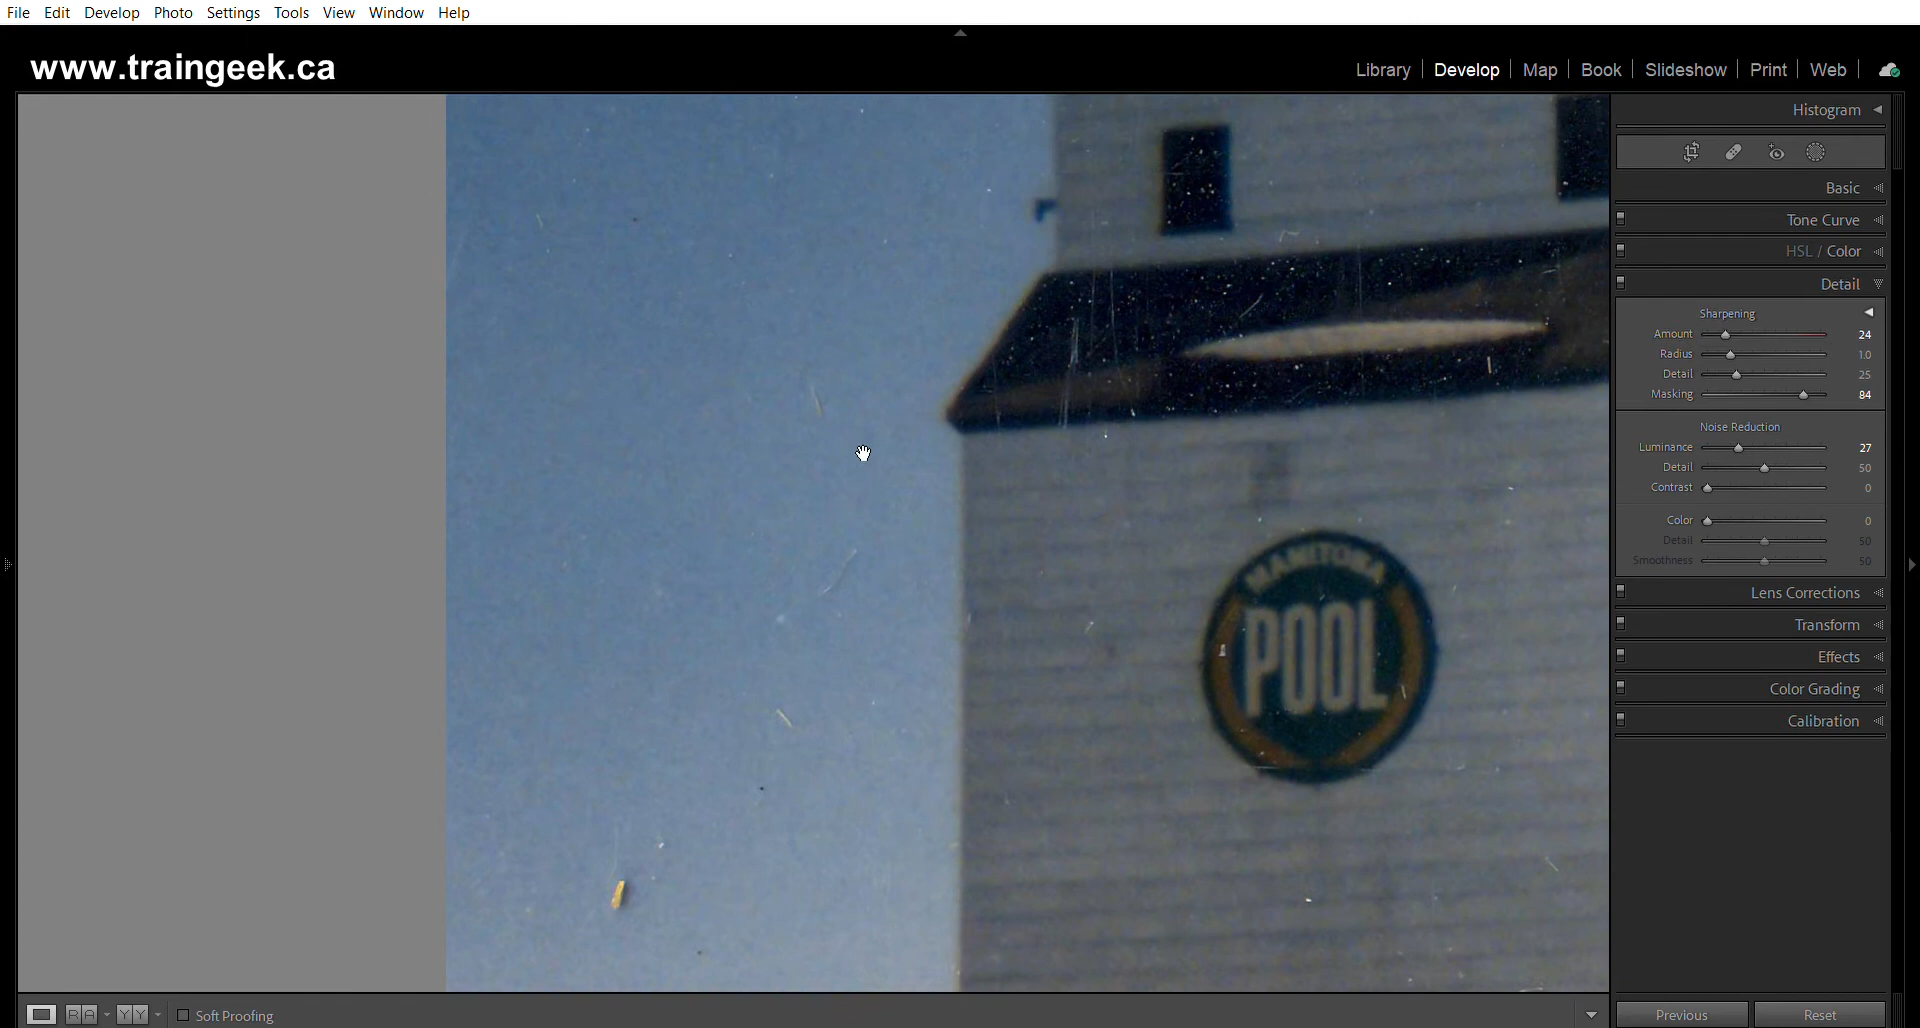 File Edit Develop Photo Settings Tools View Window Help
www.traingeek.ca
Library Develop Map Book Slideshow Print Web
Histogram
Basic
Tone Curve
HSL / Color
Detail
Sharpening
Amount 24
Radius 1.0
Detail 25
Masking 84
Noise Reduction
Luminance 27
Detail 50
Contrast 0
Color 0
Detail 50
Smoothness 50
MANITOBA
POOL
Lens Corrections
Transform
Effects
Color Grading
Calibration
R A Y Y Soft Proofing
Previous Reset